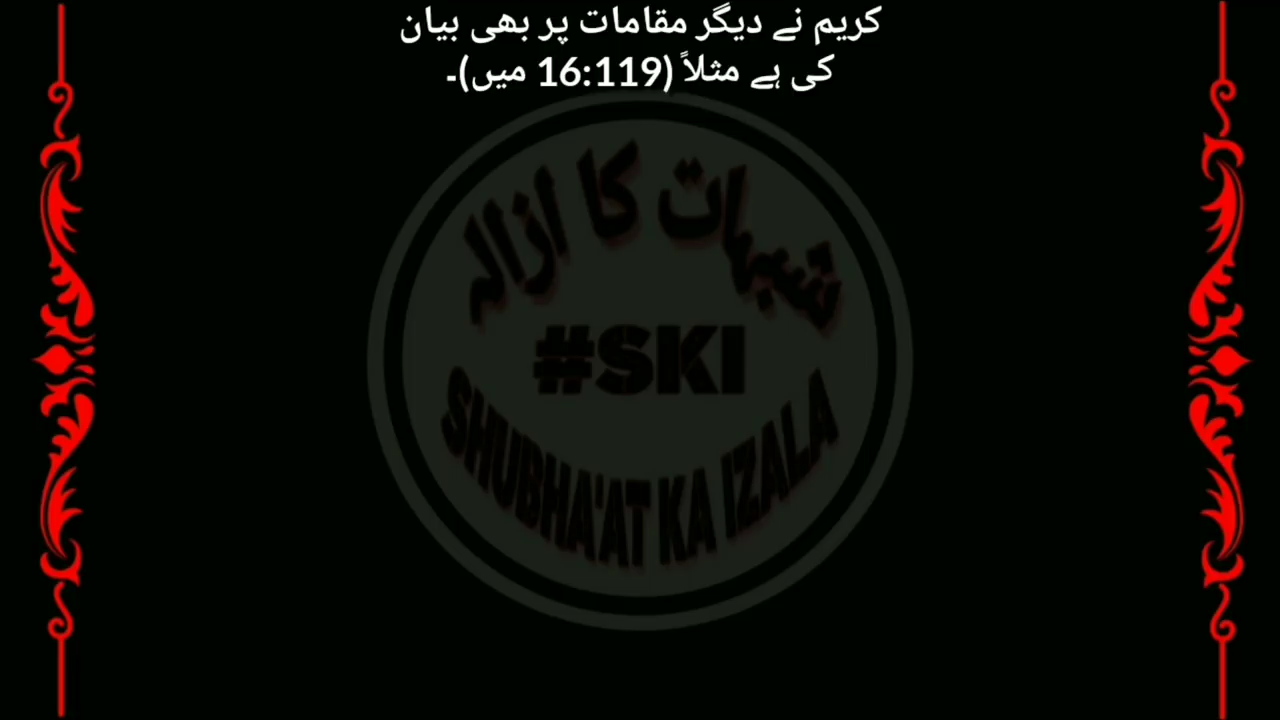 کریم نے دیگر مقامات پر بھی بیان
کی ہے مثلاً (16:119 میں)۔
شبہات کا ازالہ
#SKI
SHUBHA'AT KA IZALA